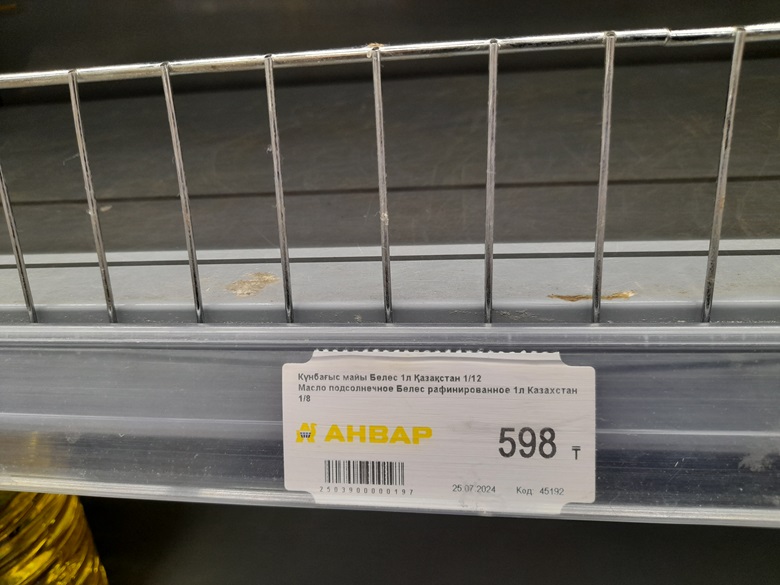 Күнбағыс майы Белес 1л Қазақстан 1/12
Масло подсолнечное Белес рафинированное 1л Казахстан
1/8
АНВАР
598 ₸
2503900000197
25.07.2024 Код: 45192